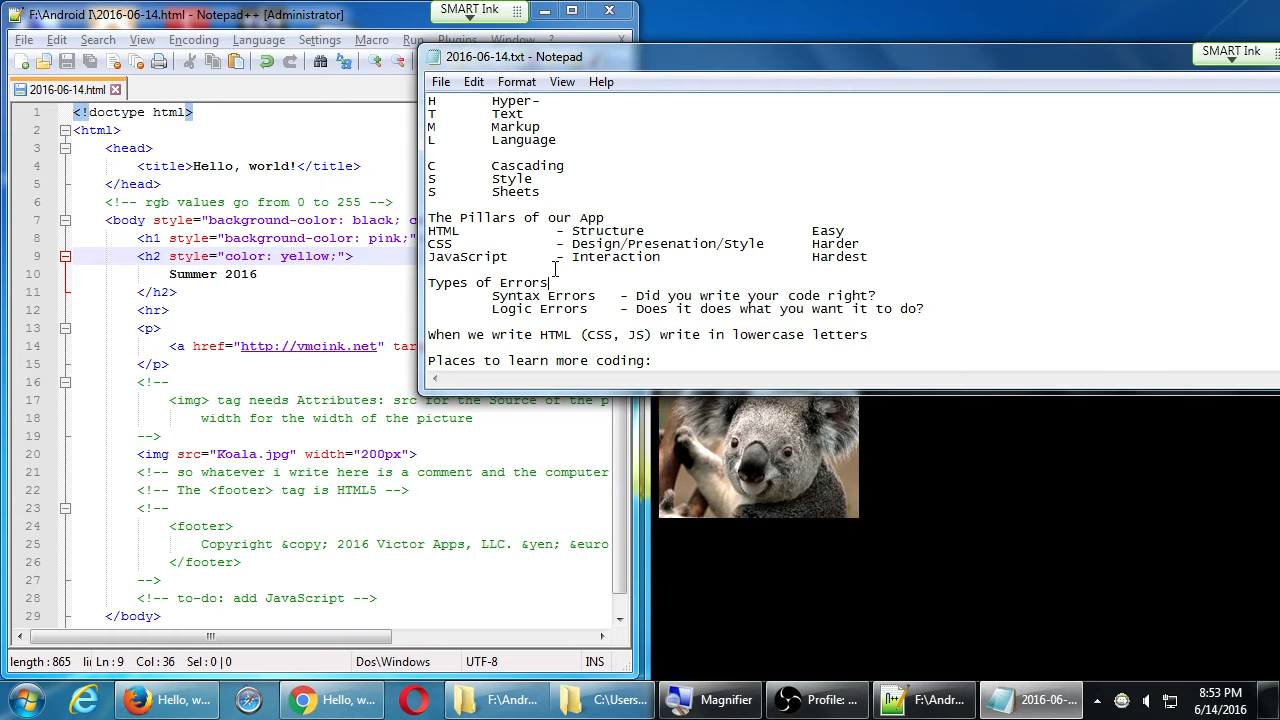 F:\Android I\2016-06-14.html - Notepad++ [Administrator]
SMART Ink
File Edit Search View Encoding Language Settings Macro Run Plugins Window
2016-06-14.html
1 <!doctype html>
2 <html>
3 <head>
4 <title>Hello, world!</title>
5 </head>
6 <!-- rgb values go from 0 to 255 -->
7 <body style="background-color: black; c
8 <h1 style="background-color: pink;"
9 <h2 style="color: yellow;">
10 Summer 2016
11 </h2>
12 <hr>
13 <p>
14 <a href="http://vmcink.net" tar
15 </p>
16 <!--
17 <img> tag needs Attributes: src for the Source of the p
18 width for the width of the picture
19 -->
20 <img src="Koala.jpg" width="200px">
21 <!-- so whatever i write here is a comment and the computer
22 <!-- The <footer> tag is HTML5 -->
23 <!--
24 <footer>
25 Copyright &copy; 2016 Victor Apps, LLC. &yen; &euro
26 </footer>
27 -->
28 <!-- to-do: add JavaScript -->
29 </body>
length : 865 li Ln : 9 Col : 36 Sel : 0 | 0 Dos\Windows UTF-8 INS
2016-06-14.txt - Notepad
SMART Ink
File Edit Format View Help
H Hyper-
T Text
M Markup
L Language
C Cascading
S Style
S Sheets
The Pillars of our App
HTML - Structure Easy
CSS - Design/Presenation/Style Harder
JavaScript - Interaction Hardest
Types of Errors
Syntax Errors - Did you write your code right?
Logic Errors - Does it does what you want it to do?
When we write HTML (CSS, JS) write in lowercase letters
Places to learn more coding:
Hello, w... Hello, w... F:\Andr... C:\Users... Magnifier Profile: ... F:\Andr... 2016-06-...
8:53 PM
6/14/2016